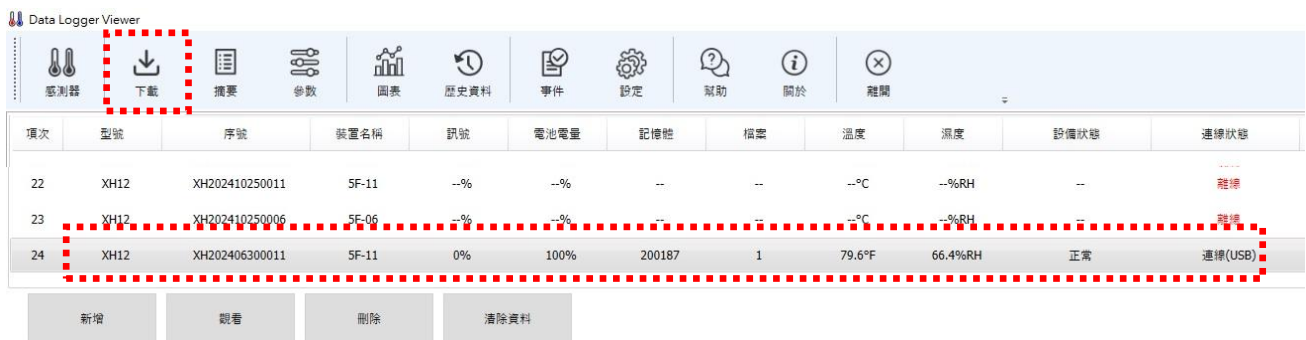 Data Logger Viewer
感測器 下載 摘要 參數 圖表 歷史資料 事件 設定 幫助 關於 離開
項次 型號 序號 裝置名稱 訊號 電池電量 記憶體 檔案 溫度 濕度 設備狀態 連線狀態
22 XH12 XH202410250011 5F-11 --% --% -- -- --°C --%RH -- 離線
23 XH12 XH202410250006 5F-06 --% --% -- -- --°C --%RH -- 離線
24 XH12 XH202406300011 5F-11 0% 100% 200187 1 79.6°F 66.4%RH 正常 連線(USB)
新增 觀看 刪除 清除資料